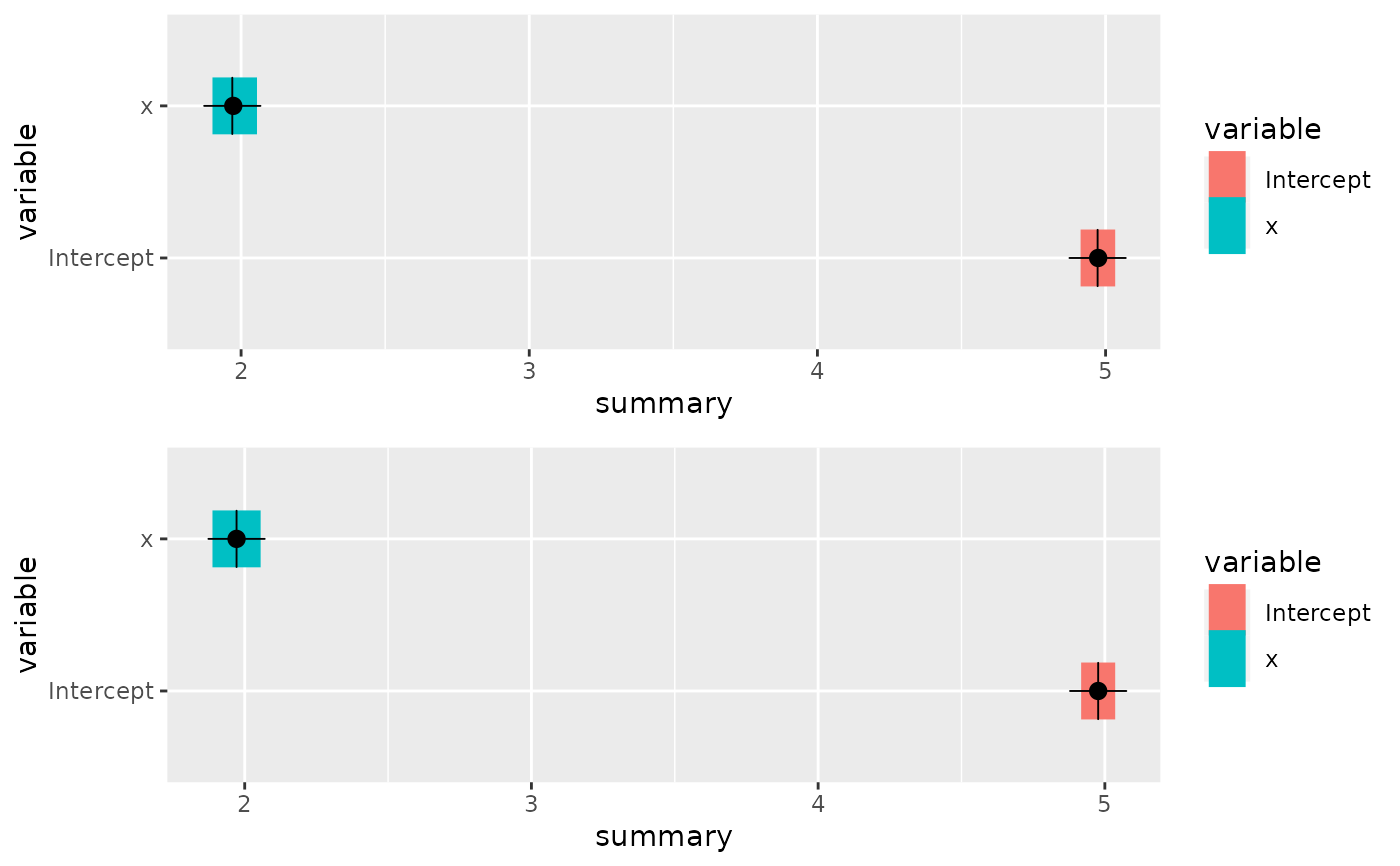 variable
x
Intercept
2 3 4 5
summary
variable
Intercept
x
variable
x
Intercept
2 3 4 5
summary
variable
Intercept
x